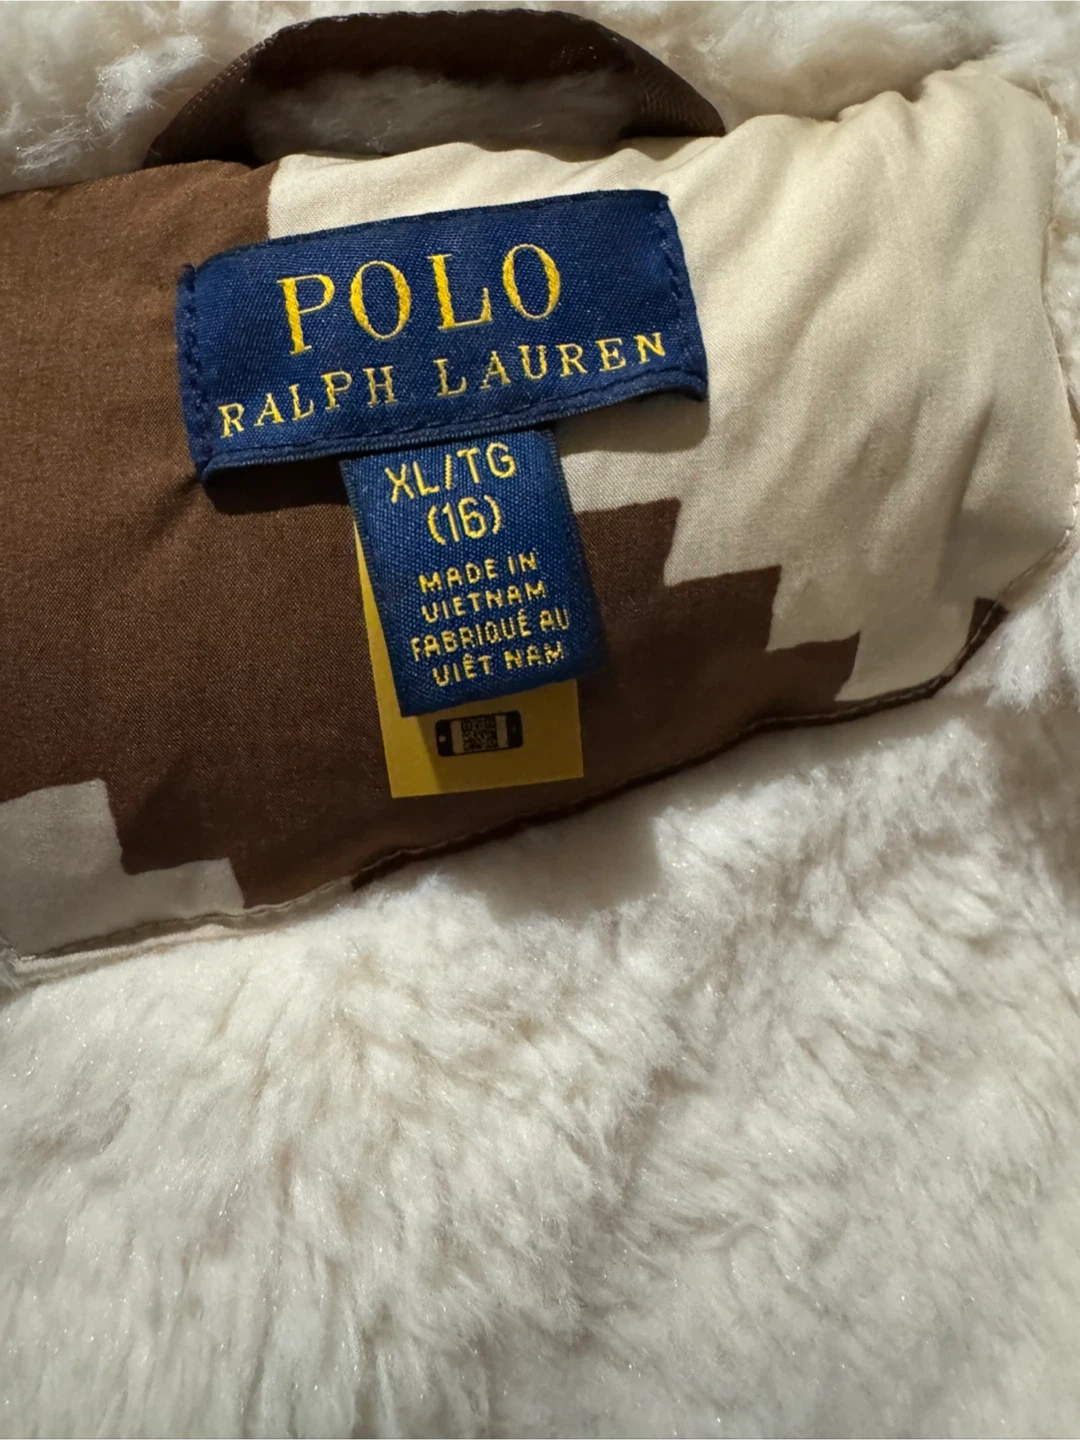 POLO
RALPH LAUREN
XL/TG
(16)
MADE IN
VIETNAM
FABRIQUÉ AU
VIÊT NAM